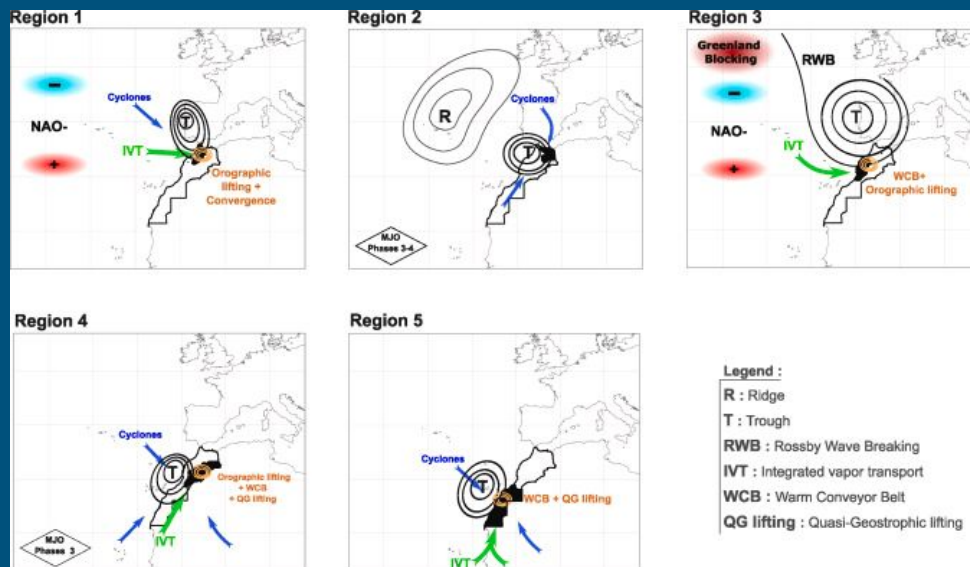 Region 1
−
NAO-
+
Cyclones
T
IVT
Orographic
lifting +
Convergence
Region 2
R
Cyclones
T
MJO
Phases 3-4
Region 3
Greenland
Blocking
RWB
−
NAO-
+
T
IVT
WCB+
Orographic lifting
Region 4
Cyclones
T
Orographic lifting
+ WCB
+ QG lifting
IVT
MJO
Phases 3
Region 5
Cyclones
T
WCB + QG lifting
IVT
Legend :
R : Ridge
T : Trough
RWB : Rossby Wave Breaking
IVT : Integrated vapor transport
WCB : Warm Conveyor Belt
QG lifting : Quasi-Geostrophic lifting